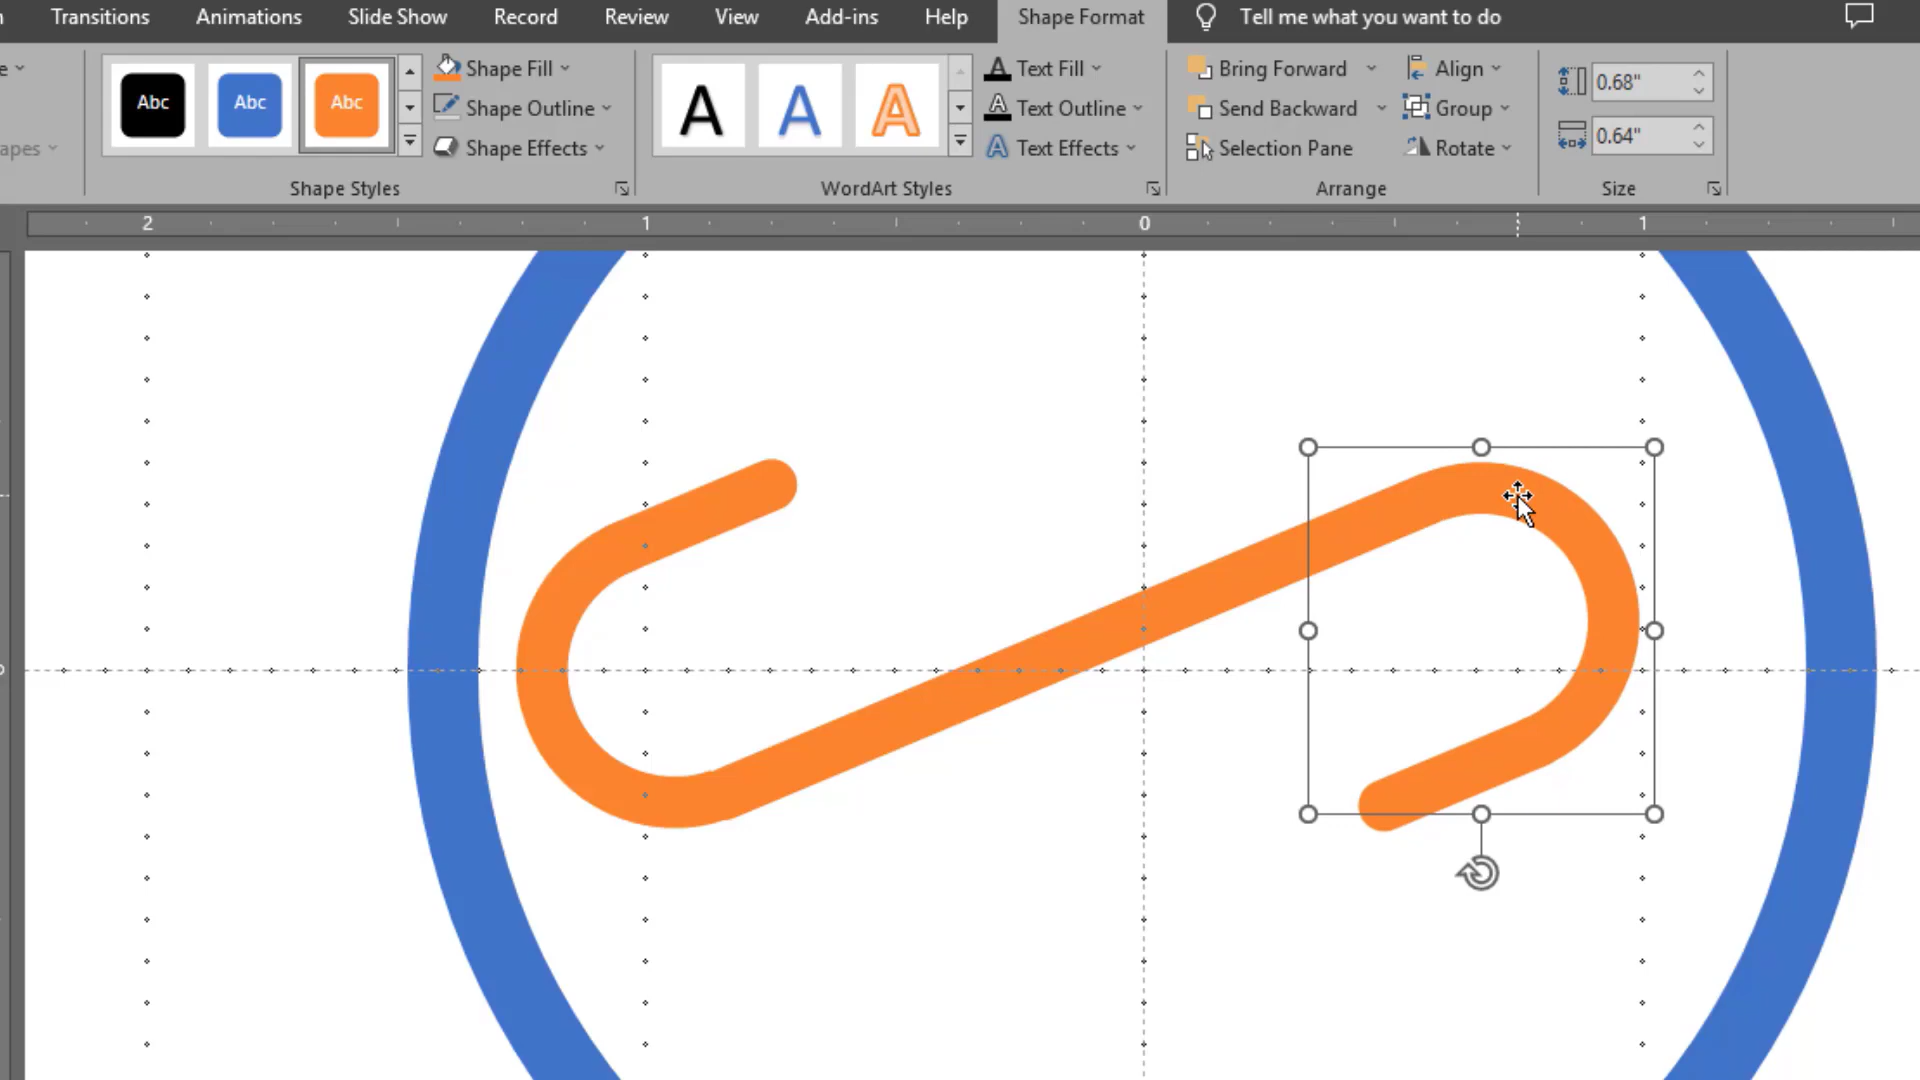 Transitions Animations Slide Show Record Review View Add-ins Help Shape Format Tell me what you want to do
Abc Abc Abc
Shape Fill
Shape Outline
Shape Effects
Shape Styles
A A A
A Text Fill
A Text Outline
A Text Effects
WordArt Styles
Bring Forward
Send Backward
Selection Pane
Align
Group
Rotate
Arrange
0.68"
0.64"
Size
2 1 0 1